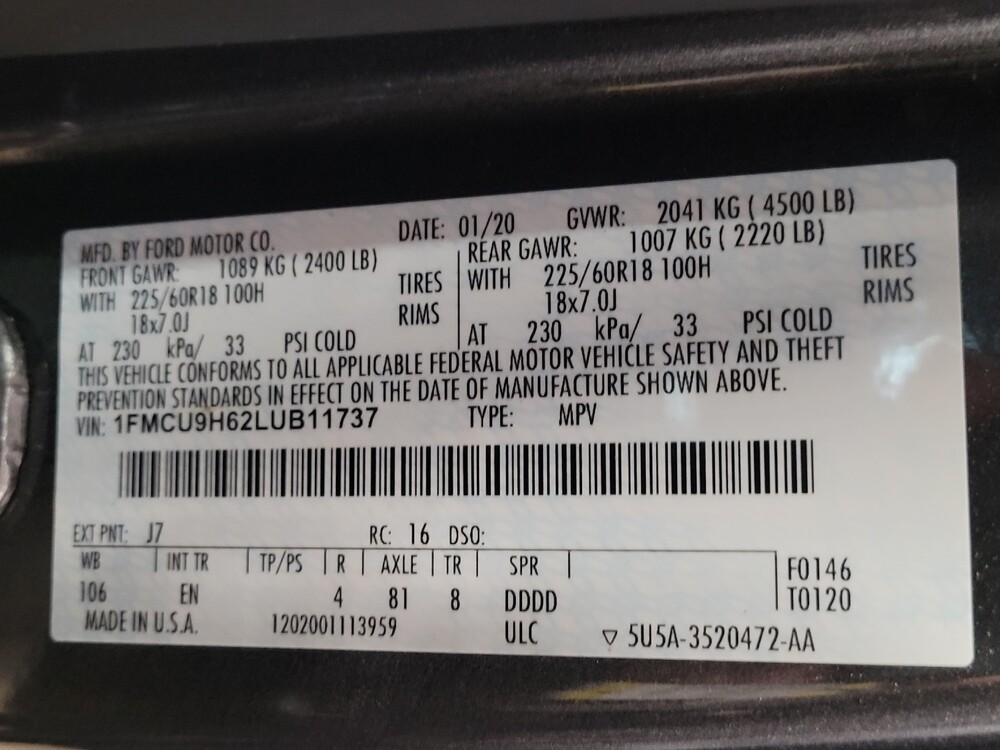 MFD. BY FORD MOTOR CO. DATE: 01/20 GVWR: 2041 KG ( 4500 LB)
FRONT GAWR: 1089 KG ( 2400 LB) REAR GAWR: 1007 KG ( 2220 LB)
WITH 225/60R18 100H TIRES WITH 225/60R18 100H TIRES
18x7.0J RIMS 18x7.0J RIMS
AT 230 kPa/ 33 PSI COLD AT 230 kPa/ 33 PSI COLD
THIS VEHICLE CONFORMS TO ALL APPLICABLE FEDERAL MOTOR VEHICLE SAFETY AND THEFT
PREVENTION STANDARDS IN EFFECT ON THE DATE OF MANUFACTURE SHOWN ABOVE.
VIN: 1FMCU9H62LUB11737 TYPE: MPV
EXT PNT: J7 RC: 16 DSO:
WB INT TR TP/PS R AXLE TR SPR F0146
106 EN 4 81 8 DDDD T0120
MADE IN U.S.A. 1202001113959 ULC ▽ 5U5A-3520472-AA